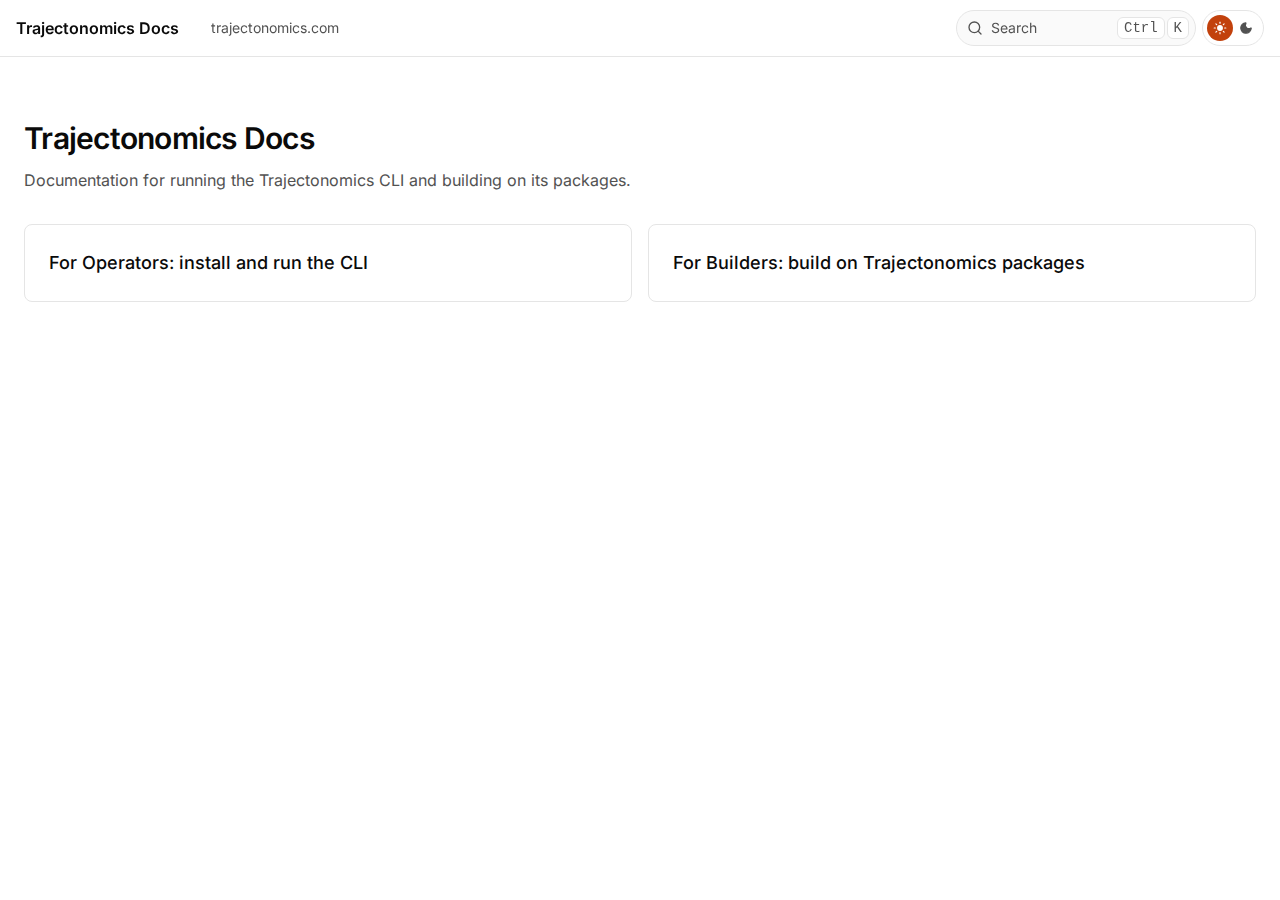 Trajectonomics Docs
trajectonomics.com
Search
Ctrl K
Trajectonomics Docs
Documentation for running the Trajectonomics CLI and building on its packages.
For Operators: install and run the CLI
For Builders: build on Trajectonomics packages